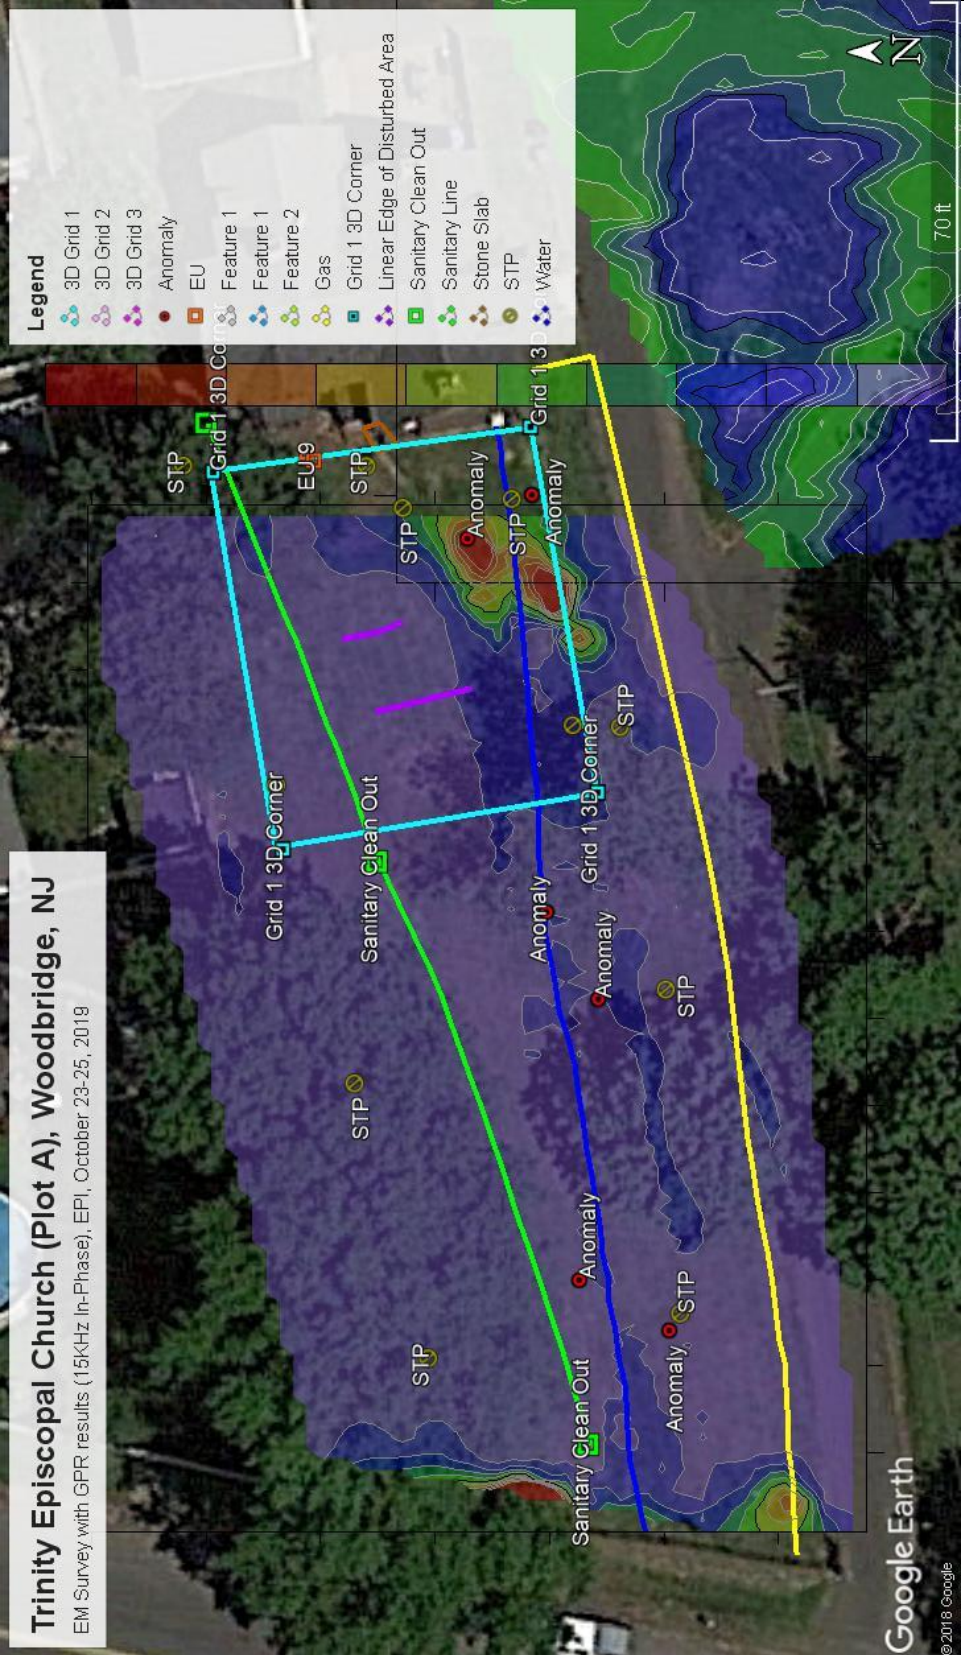 Trinity Episcopal Church (Plot A), Woodbridge, NJ
EM Survey with GPR results (15KHz In-Phase), EPI, October 23-25, 2019
Legend
3D Grid 1
3D Grid 2
3D Grid 3
Anomaly
EU
Feature 1
Feature 1
Feature 2
Gas
Grid 1 3D Corner
Linear Edge of Disturbed Area
Sanitary Clean Out
Sanitary Line
Stone Slab
STP
Water
STP
Grid 1 3D Corner
EU 9
STP
STP
Anomaly
STP
Grid 1 3D
Anomaly
Grid 1 3D Corner
Sanitary Clean Out
STP
Grid 1 3D Corner
Anomaly
Anomaly
STP
STP
Anomaly
STP
STP
Anomaly
Sanitary Clean Out
N
70 ft
Google Earth
©2018 Google